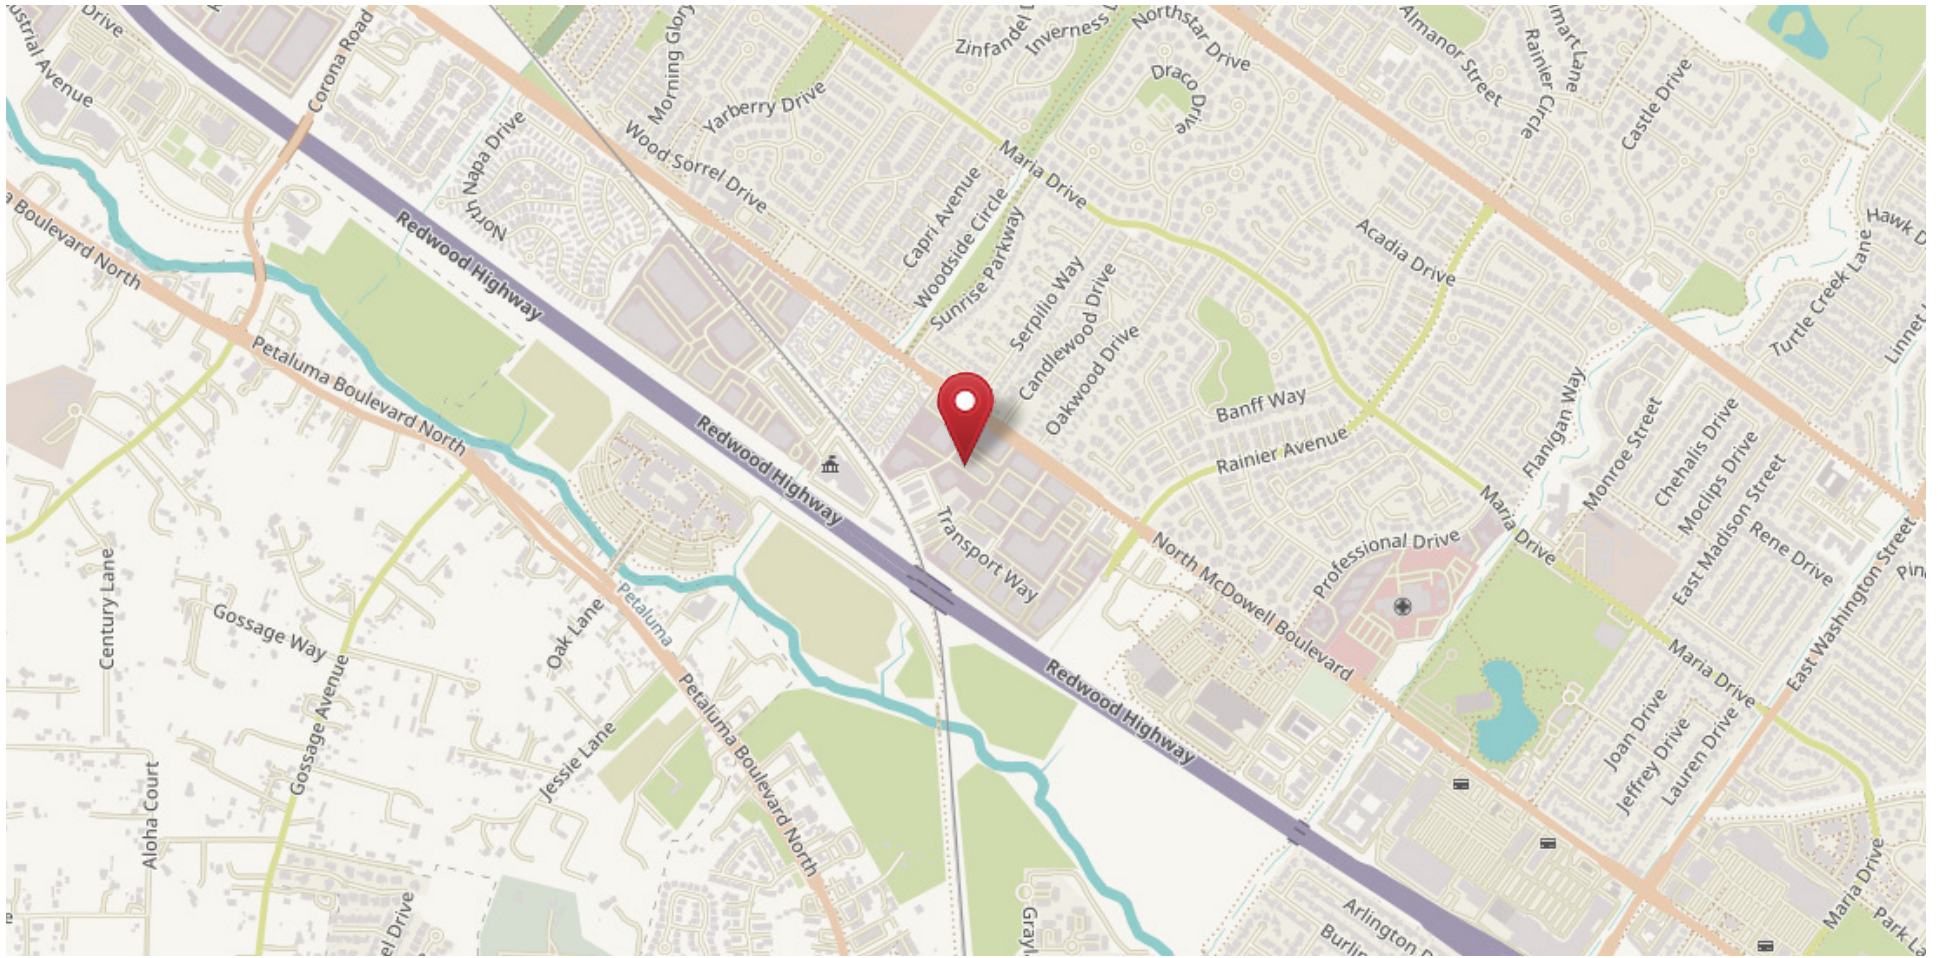 Drive
Corona Road
Morning Glory
Zinfandel
Inverness
Northstar Drive
Almanor Street
Rainier Circle
Lane
Castle Drive
Avenue
Draco Drive
Yarberry Drive
Wood Sorrel Drive
North Napa Drive
Maria Drive
Capri Avenue
Woodside Circle
Sunrise Parkway
Boulevard North
Redwood Highway
Acadia Drive
Hawk
Turtle Creek Lane
Linnet
Serpilio Way
Candlewood Drive
Oakwood Drive
Petaluma Boulevard North
Banff Way
Rainier Avenue
Flanigan Way
Monroe Street
Chehalis Drive
Moclips Drive
East Madison Street
Redwood Highway
Transport Way
Maria Drive
Rene Drive
North McDowell Boulevard
Professional Drive
East Washington Street
Century Lane
Gossage Way
Oak Lane
Petaluma
Gossage Avenue
Redwood Highway
Maria Drive
Petaluma Boulevard North
Jessie Lane
Joan Drive
Jeffrey Drive
Lauren Drive
Aloha Court
Maria Drive
Drive
Arlington
Park